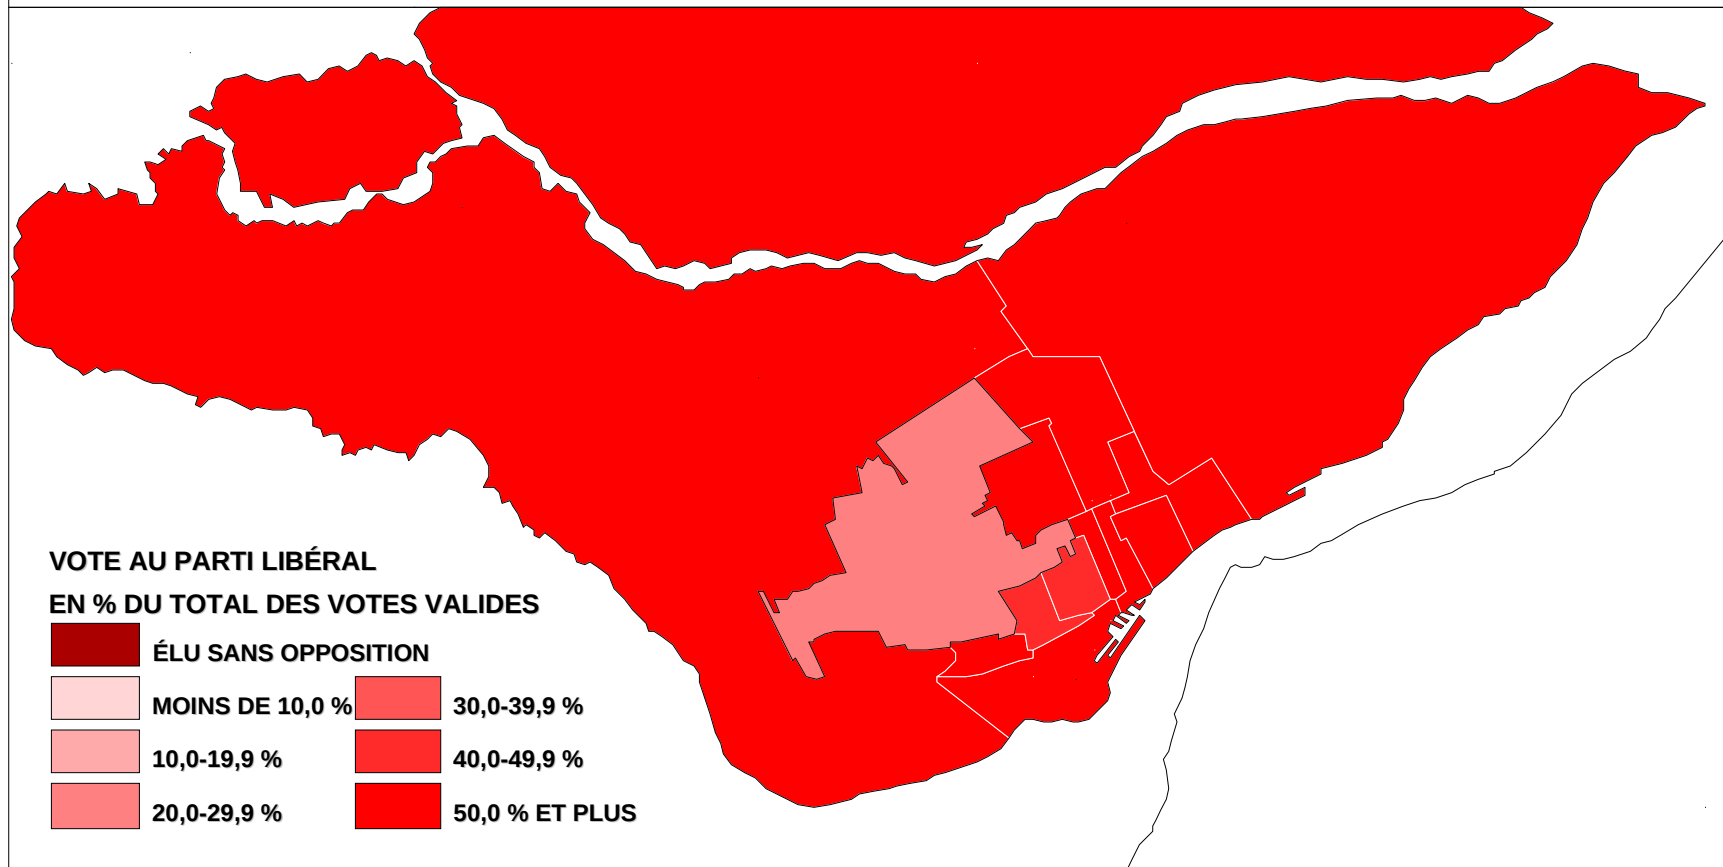 VOTE AU PARTI LIBÉRAL
EN % DU TOTAL DES VOTES VALIDES
ÉLU SANS OPPOSITION
MOINS DE 10,0 %
30,0-39,9 %
10,0-19,9 %
40,0-49,9 %
20,0-29,9 %
50,0 % ET PLUS